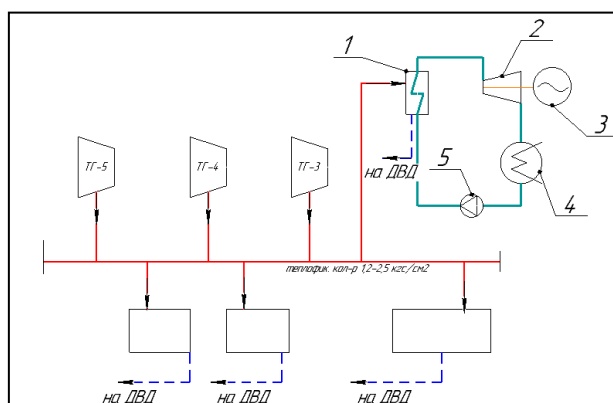 1
2
3
4
5
на ДВД
ТГ-5
ТГ-4
ТГ-3
теплофик. кол-р 1,2-2,5 кгс/см2
на ДВД
на ДВД
на ДВД